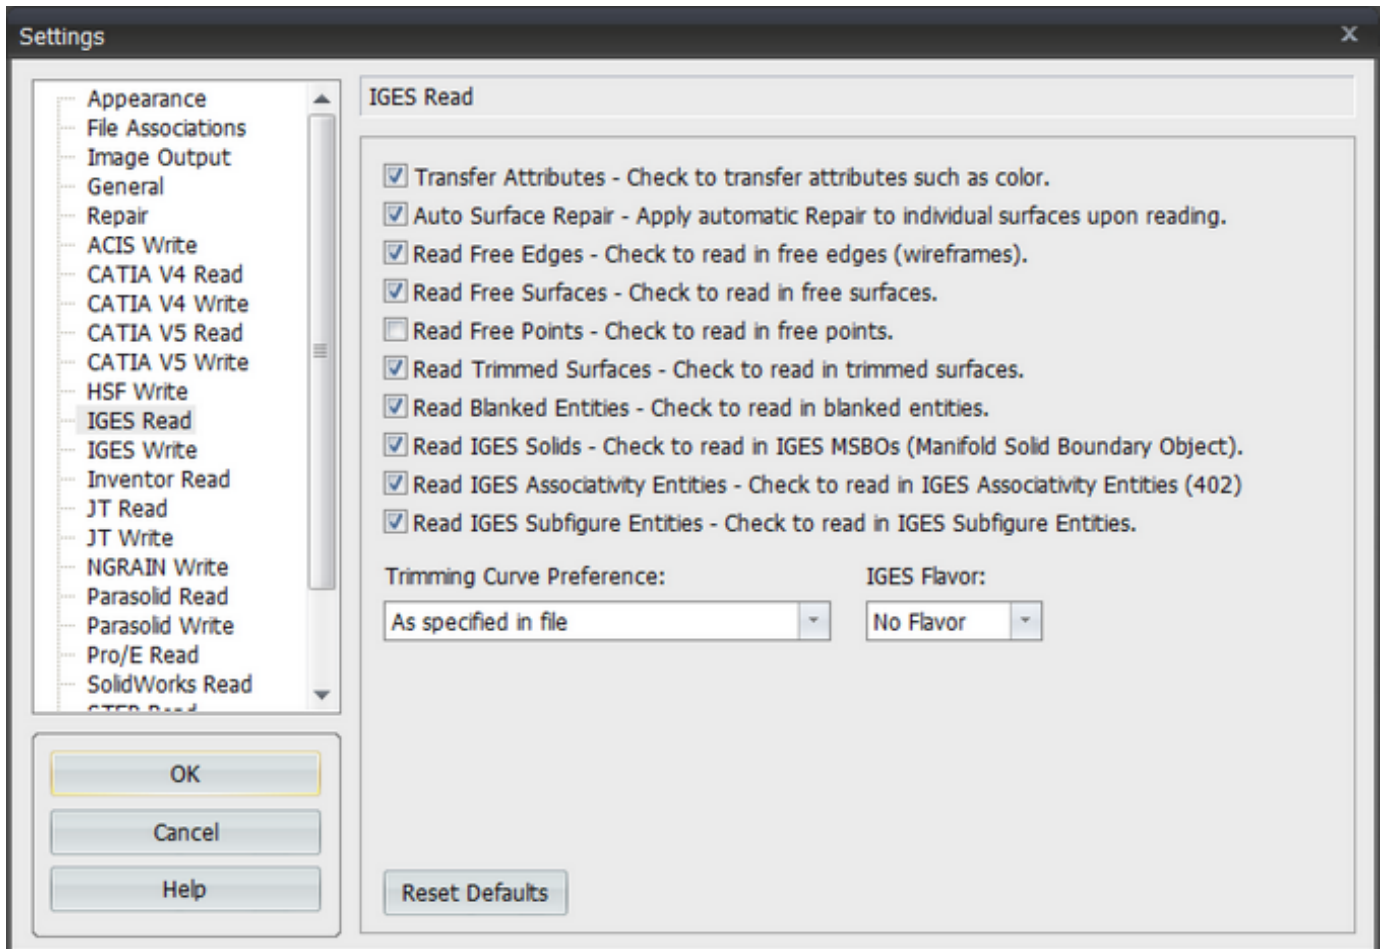 Settings
Appearance
File Associations
Image Output
General
Repair
ACIS Write
CATIA V4 Read
CATIA V4 Write
CATIA V5 Read
CATIA V5 Write
HSF Write
IGES Read
IGES Write
Inventor Read
JT Read
JT Write
NGRAIN Write
Parasolid Read
Parasolid Write
Pro/E Read
SolidWorks Read
STEP Read
OK
Cancel
Help
IGES Read
Transfer Attributes - Check to transfer attributes such as color.
Auto Surface Repair - Apply automatic Repair to individual surfaces upon reading.
Read Free Edges - Check to read in free edges (wireframes).
Read Free Surfaces - Check to read in free surfaces.
Read Free Points - Check to read in free points.
Read Trimmed Surfaces - Check to read in trimmed surfaces.
Read Blanked Entities - Check to read in blanked entities.
Read IGES Solids - Check to read in IGES MSBOs (Manifold Solid Boundary Object).
Read IGES Associativity Entities - Check to read in IGES Associativity Entities (402)
Read IGES Subfigure Entities - Check to read in IGES Subfigure Entities.
Trimming Curve Preference:
As specified in file
IGES Flavor:
No Flavor
Reset Defaults